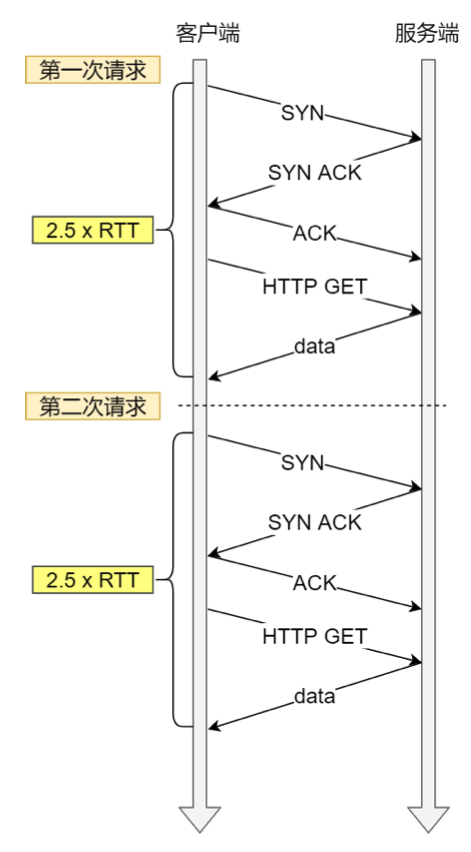 客户端
服务端
第一次请求
SYN
SYN ACK
2.5 x RTT
ACK
HTTP GET
data
第二次请求
SYN
SYN ACK
2.5 x RTT
ACK
HTTP GET
data